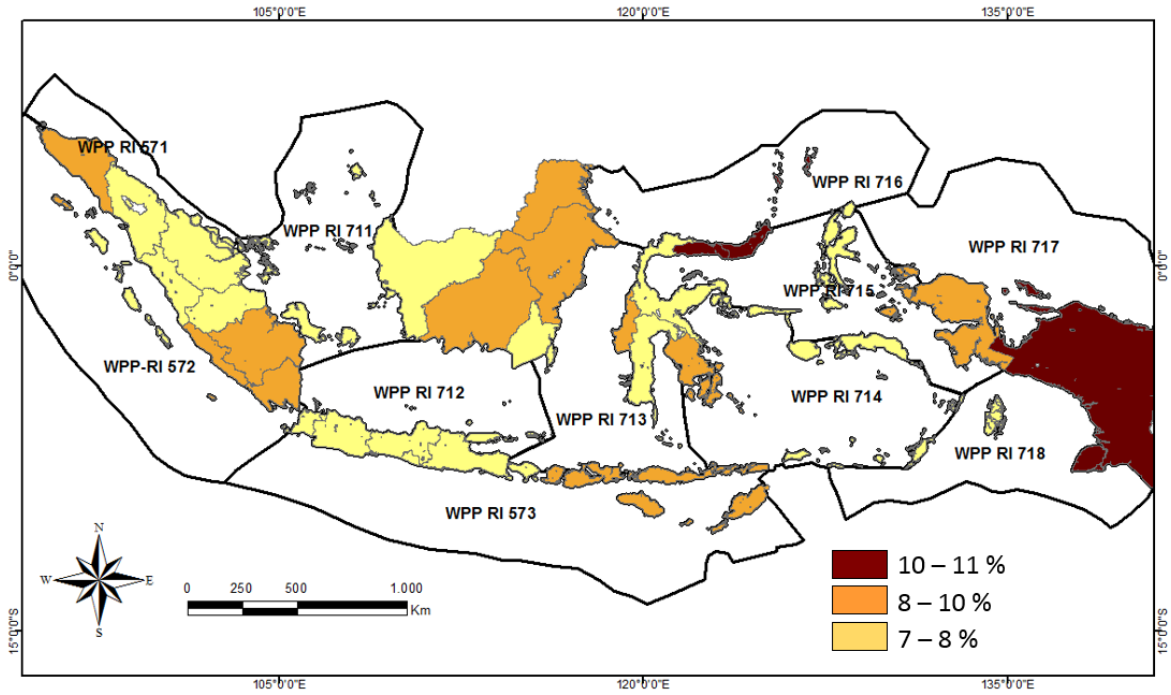 105°0'0"E 120°0'0"E 135°0'0"E
0°0'0" 0°0'0"
WPP RI 571
WPP RI 716
WPP RI 711
WPP RI 717
WPP RI 715
WPP-RI 572
WPP RI 712
WPP RI 714
WPP RI 713
WPP RI 718
WPP RI 573
N
W E
S
0 250 500 1.000
Km
10 – 11 %
8 – 10 %
7 – 8 %
15°0'0"S 15°0'0"S
105°0'0"E 120°0'0"E 135°0'0"E